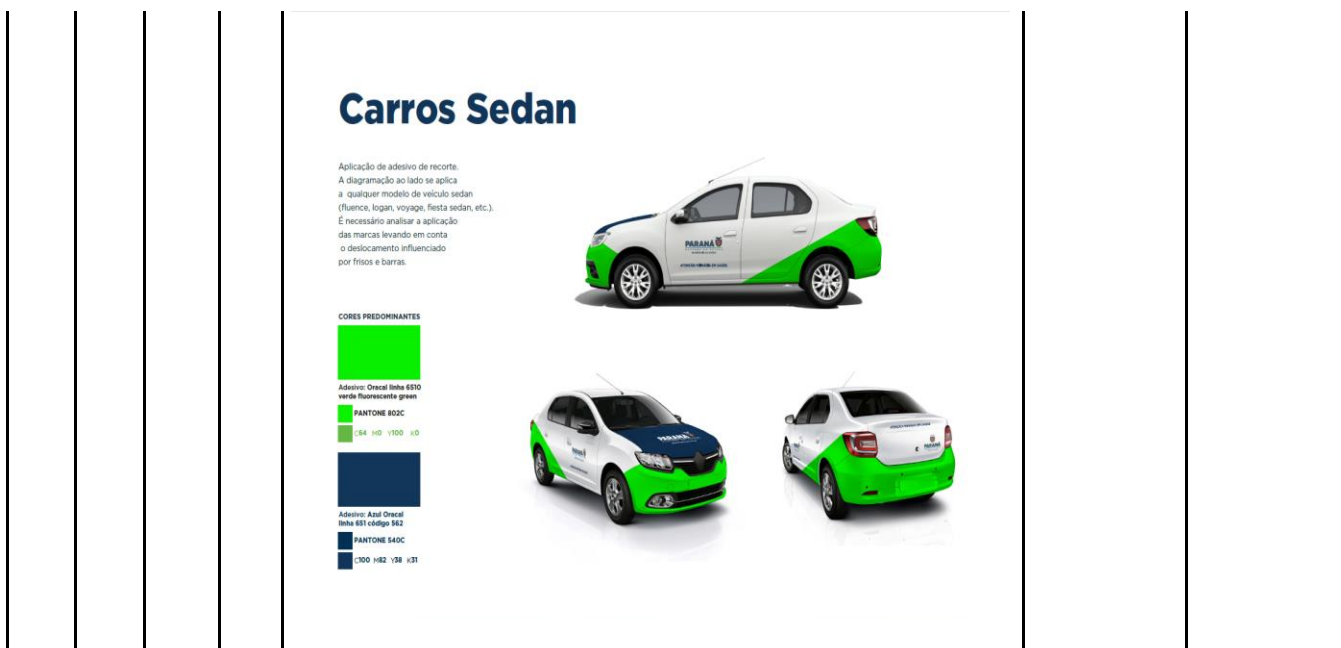 Carros Sedan
Aplicação de adesivo de recorte.
A diagramação ao lado se aplica
a qualquer modelo de veículo sedan
(fluence, logan, voyage, fiesta sedan, etc.).
É necessário analisar a aplicação
das marcas levando em conta
o deslocamento influenciado
por frisos e barras.
CORES PREDOMINANTES
Adesivo: Oracal linha 6510
verde fluorescente green
PANTONE 802C
C64 M0 Y100 K0
Adesivo: Azul Oracal
linha 651 código 562
PANTONE 540C
C100 M82 Y38 K31
PARANÁ
PARANÁ
PARANÁ
PARANÁ